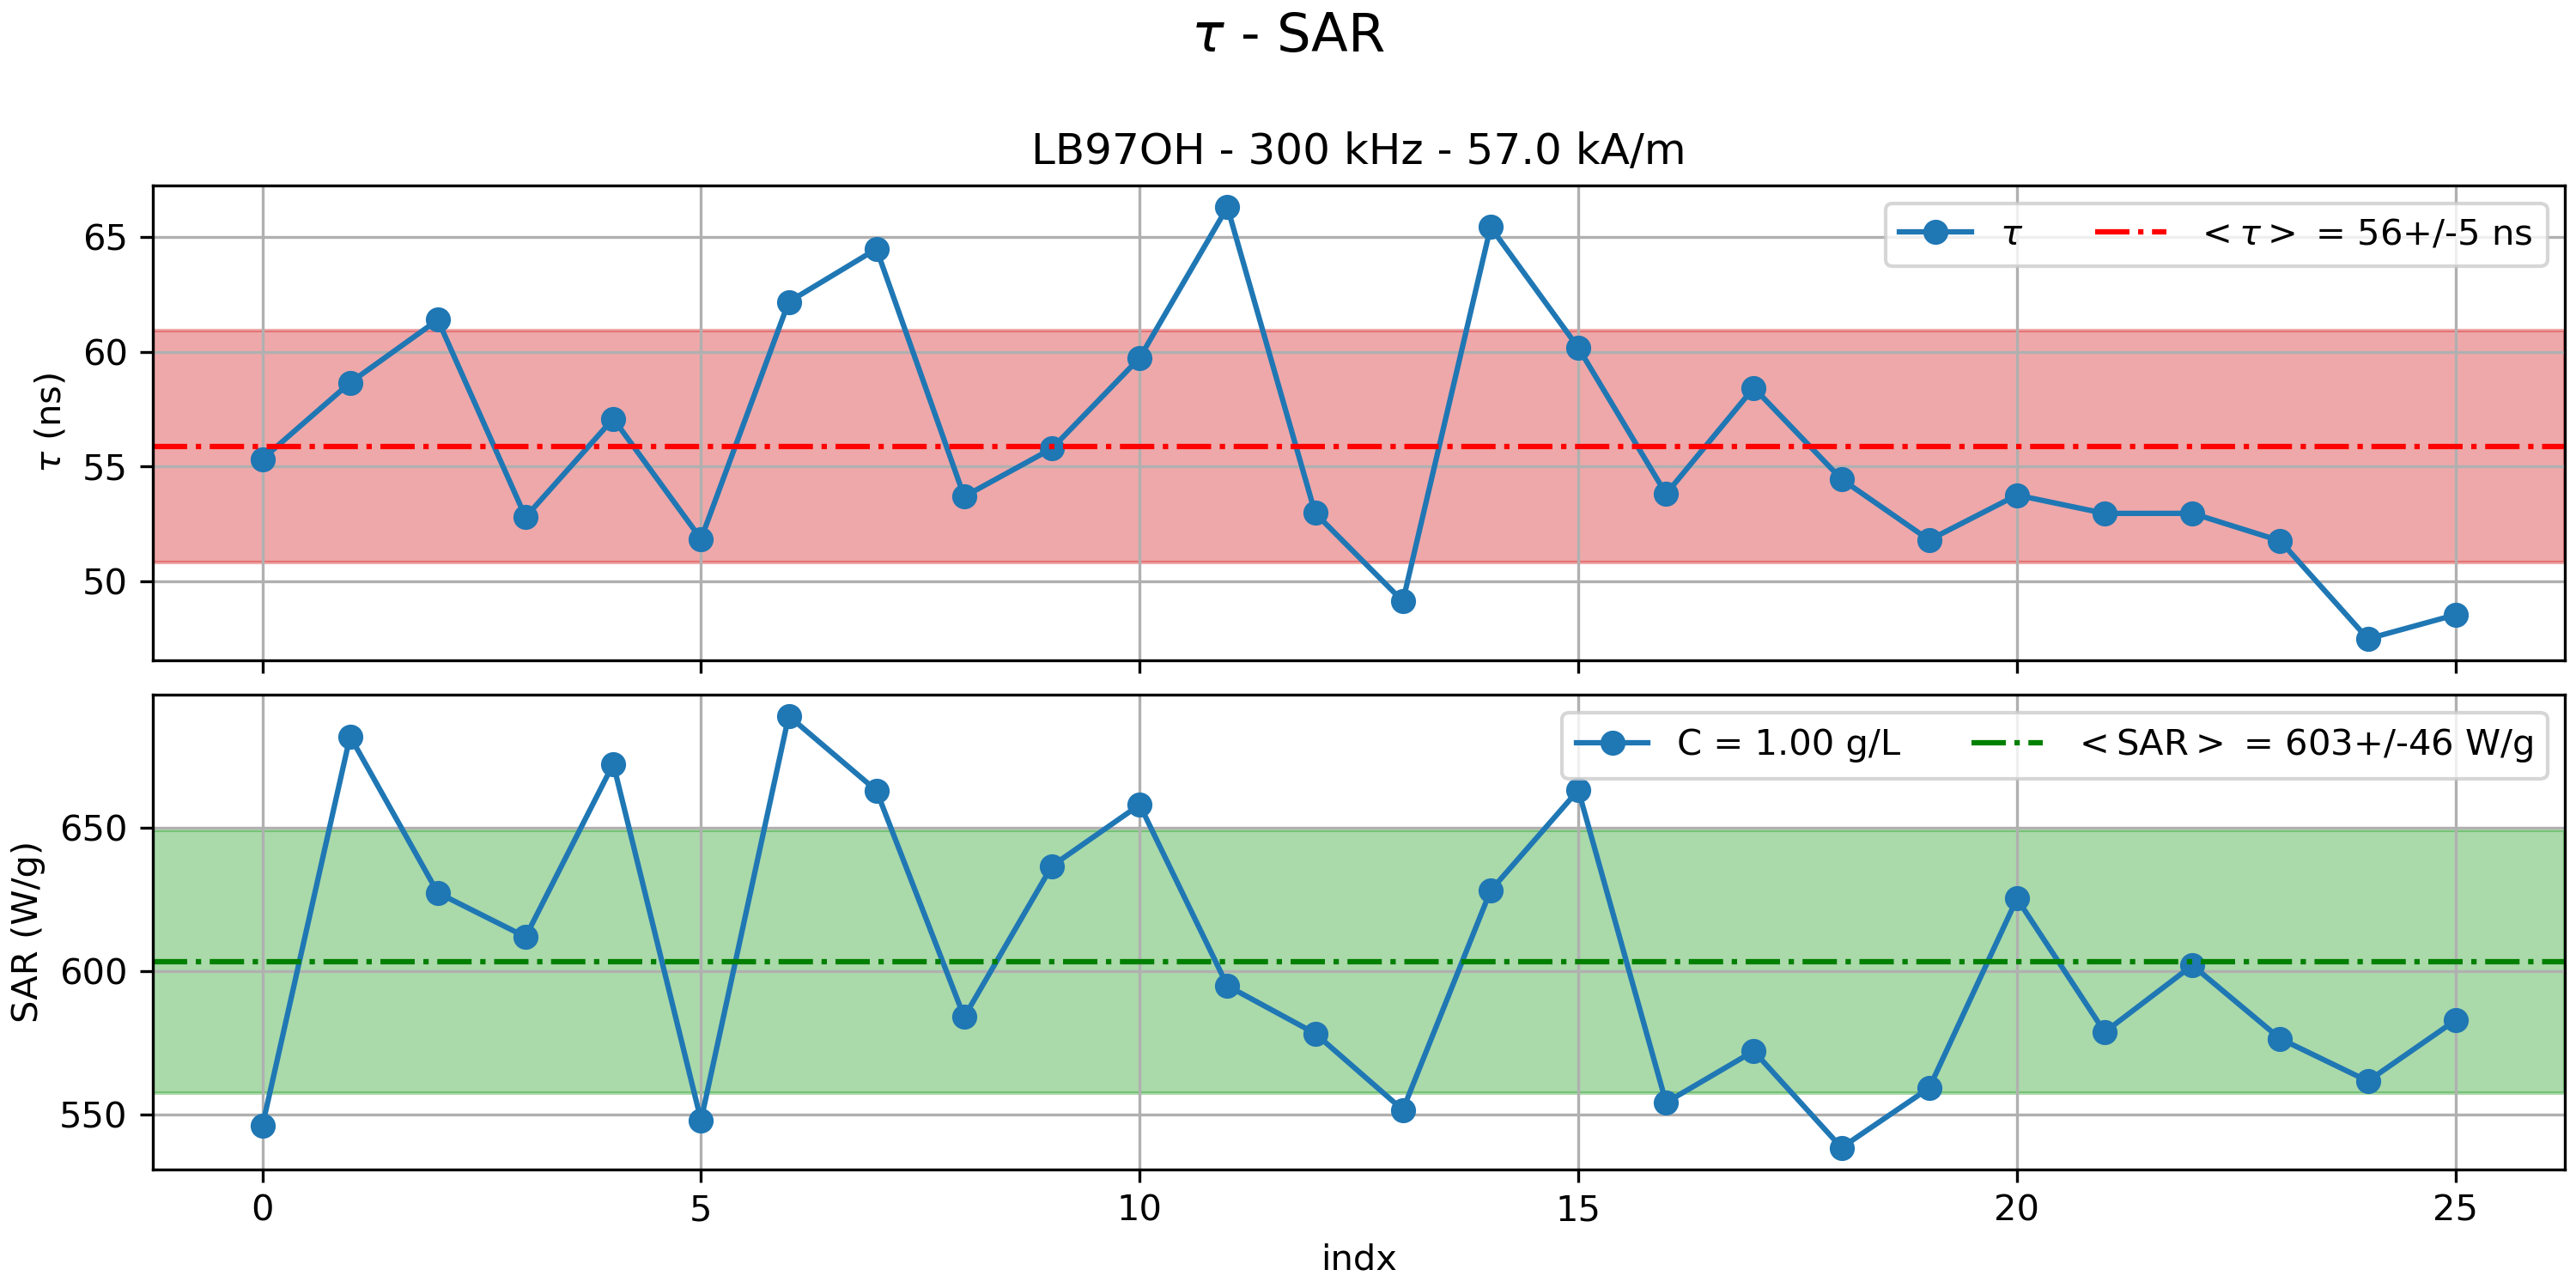 τ - SAR
LB97OH - 300 kHz - 57.0 kA/m
τ (ns)
65
60
55
50
τ
<τ> = 56+/-5 ns
SAR (W/g)
650
600
550
C = 1.00 g/L
<SAR> = 603+/-46 W/g
0 5 10 15 20 25
indx